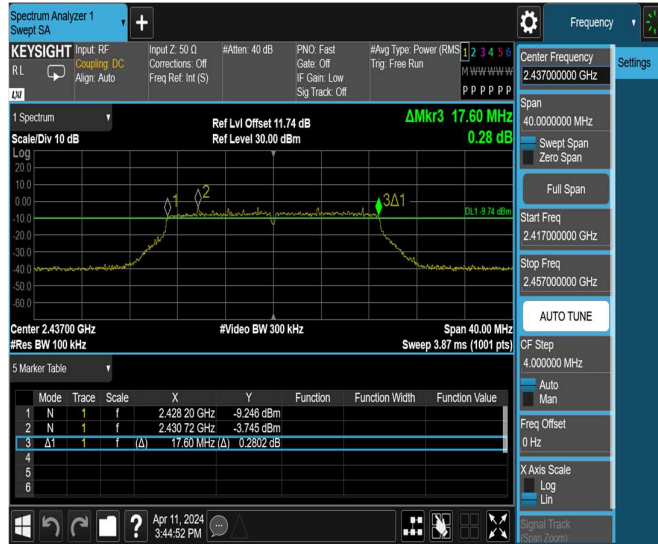 Spectrum Analyzer 1
Swept SA
+
Frequency
KEYSIGHT
RL
LXI
Input: RF
Coupling: DC
Align: Auto
Input Z: 50 Ω
Corrections: Off
Freq Ref: Int (S)
#Atten: 40 dB
PNO: Fast
Gate: Off
IF Gain: Low
Sig Track: Off
#Avg Type: Power (RMS
Trig: Free Run
1 2 3 4 5 6
M W W W W W
P P P P P P
1 Spectrum
Scale/Div 10 dB
Ref Lvl Offset 11.74 dB
Ref Level 30.00 dBm
ΔMkr3 17.60 MHz
0.28 dB
Log
20.0
10.0
0.00
-10.0
-20.0
-30.0
-40.0
-50.0
-60.0
1
2
3Δ1
DL1 -9.74 dBm
Center 2.43700 GHz
#Res BW 100 kHz
#Video BW 300 kHz
Span 40.00 MHz
Sweep 3.87 ms (1001 pts)
5 Marker Table
Mode Trace Scale X Y Function Function Width Function Value
1 N 1 f 2.428 20 GHz -9.246 dBm
2 N 1 f 2.430 72 GHz -3.745 dBm
3 Δ1 1 f (Δ) 17.60 MHz (Δ) 0.2802 dB
4
5
6
Apr 11, 2024
3:44:52 PM
Center Frequency
2.437000000 GHz
Span
40.0000000 MHz
Swept Span
Zero Span
Full Span
Start Freq
2.417000000 GHz
Stop Freq
2.457000000 GHz
AUTO TUNE
CF Step
4.000000 MHz
Auto
Man
Freq Offset
0 Hz
X Axis Scale
Log
Lin
Signal Track
(Span Zoom)
Settings